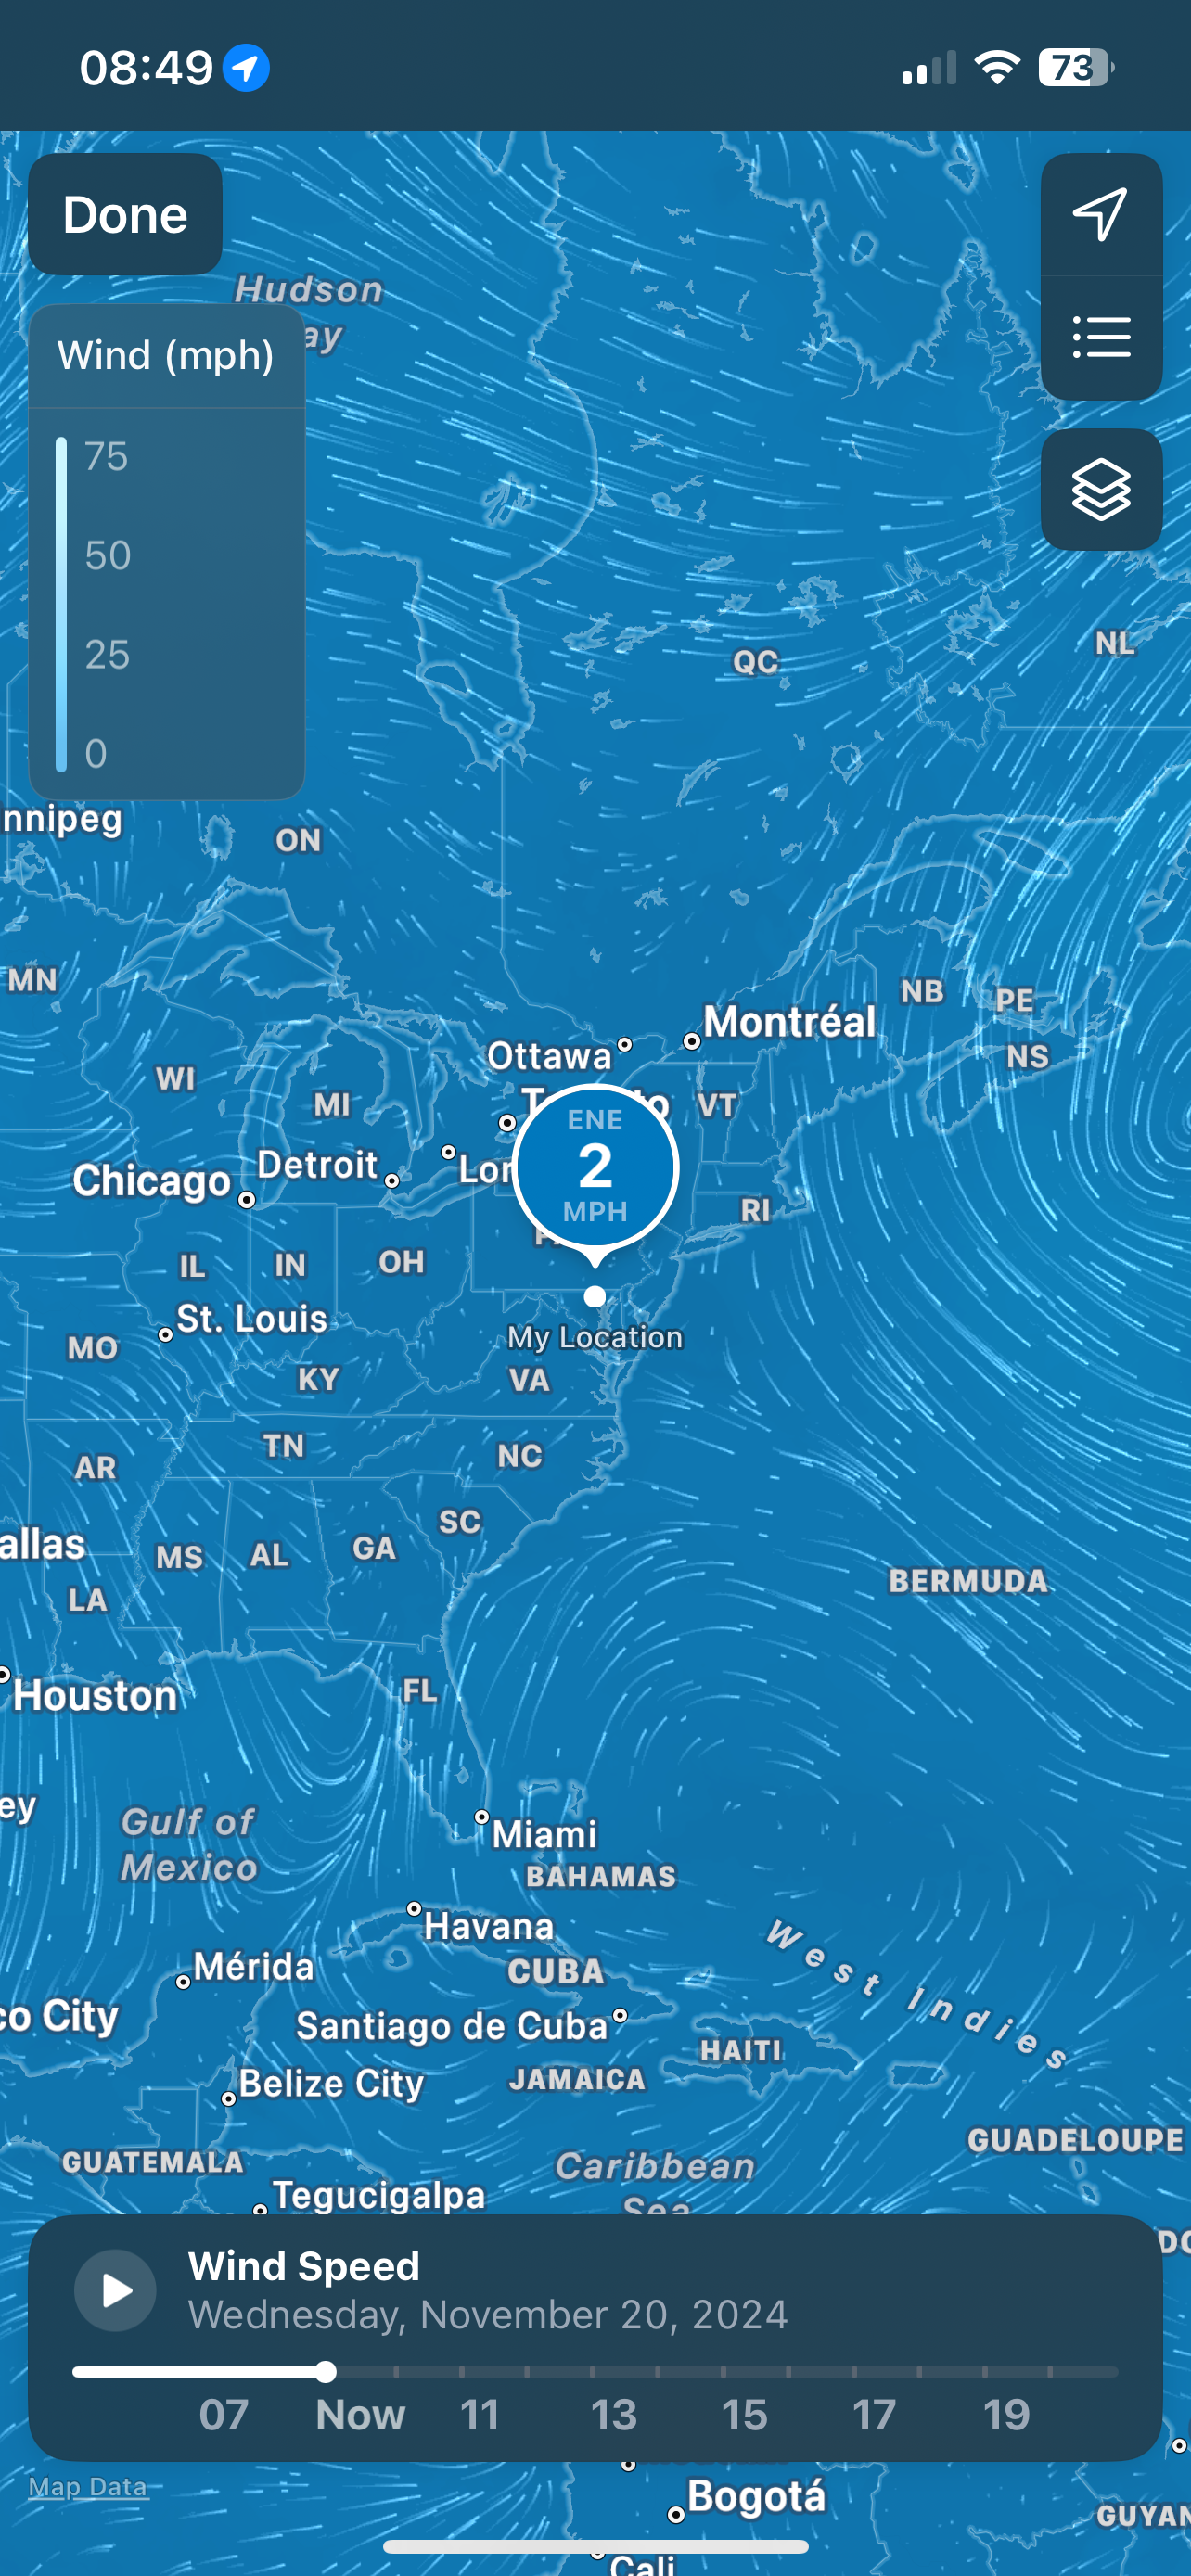 08:49
73
Done
Hudson
ay
Wind (mph)
75
50
25
0
QC
NL
nnipeg
ON
MN
NB
PE
Montréal
NS
Ottawa
WI
MI
VT
ENE
2
MPH
Detroit
Chicago
Lor
RI
IL
IN
OH
St. Louis
My Location
MO
KY
VA
TN
NC
AR
SC
allas
MS
AL
GA
BERMUDA
LA
Houston
FL
ey
Gulf of
Mexico
Miami
BAHAMAS
Havana
West Indies
Mérida
CUBA
co City
Santiago de Cuba
HAITI
JAMAICA
Belize City
GUADELOUPE
GUATEMALA
Caribbean
Sea
Tegucigalpa
DO
Wind Speed
Wednesday, November 20, 2024
07 Now 11 13 15 17 19
Map Data
Bogotá
GUYAN
Cali